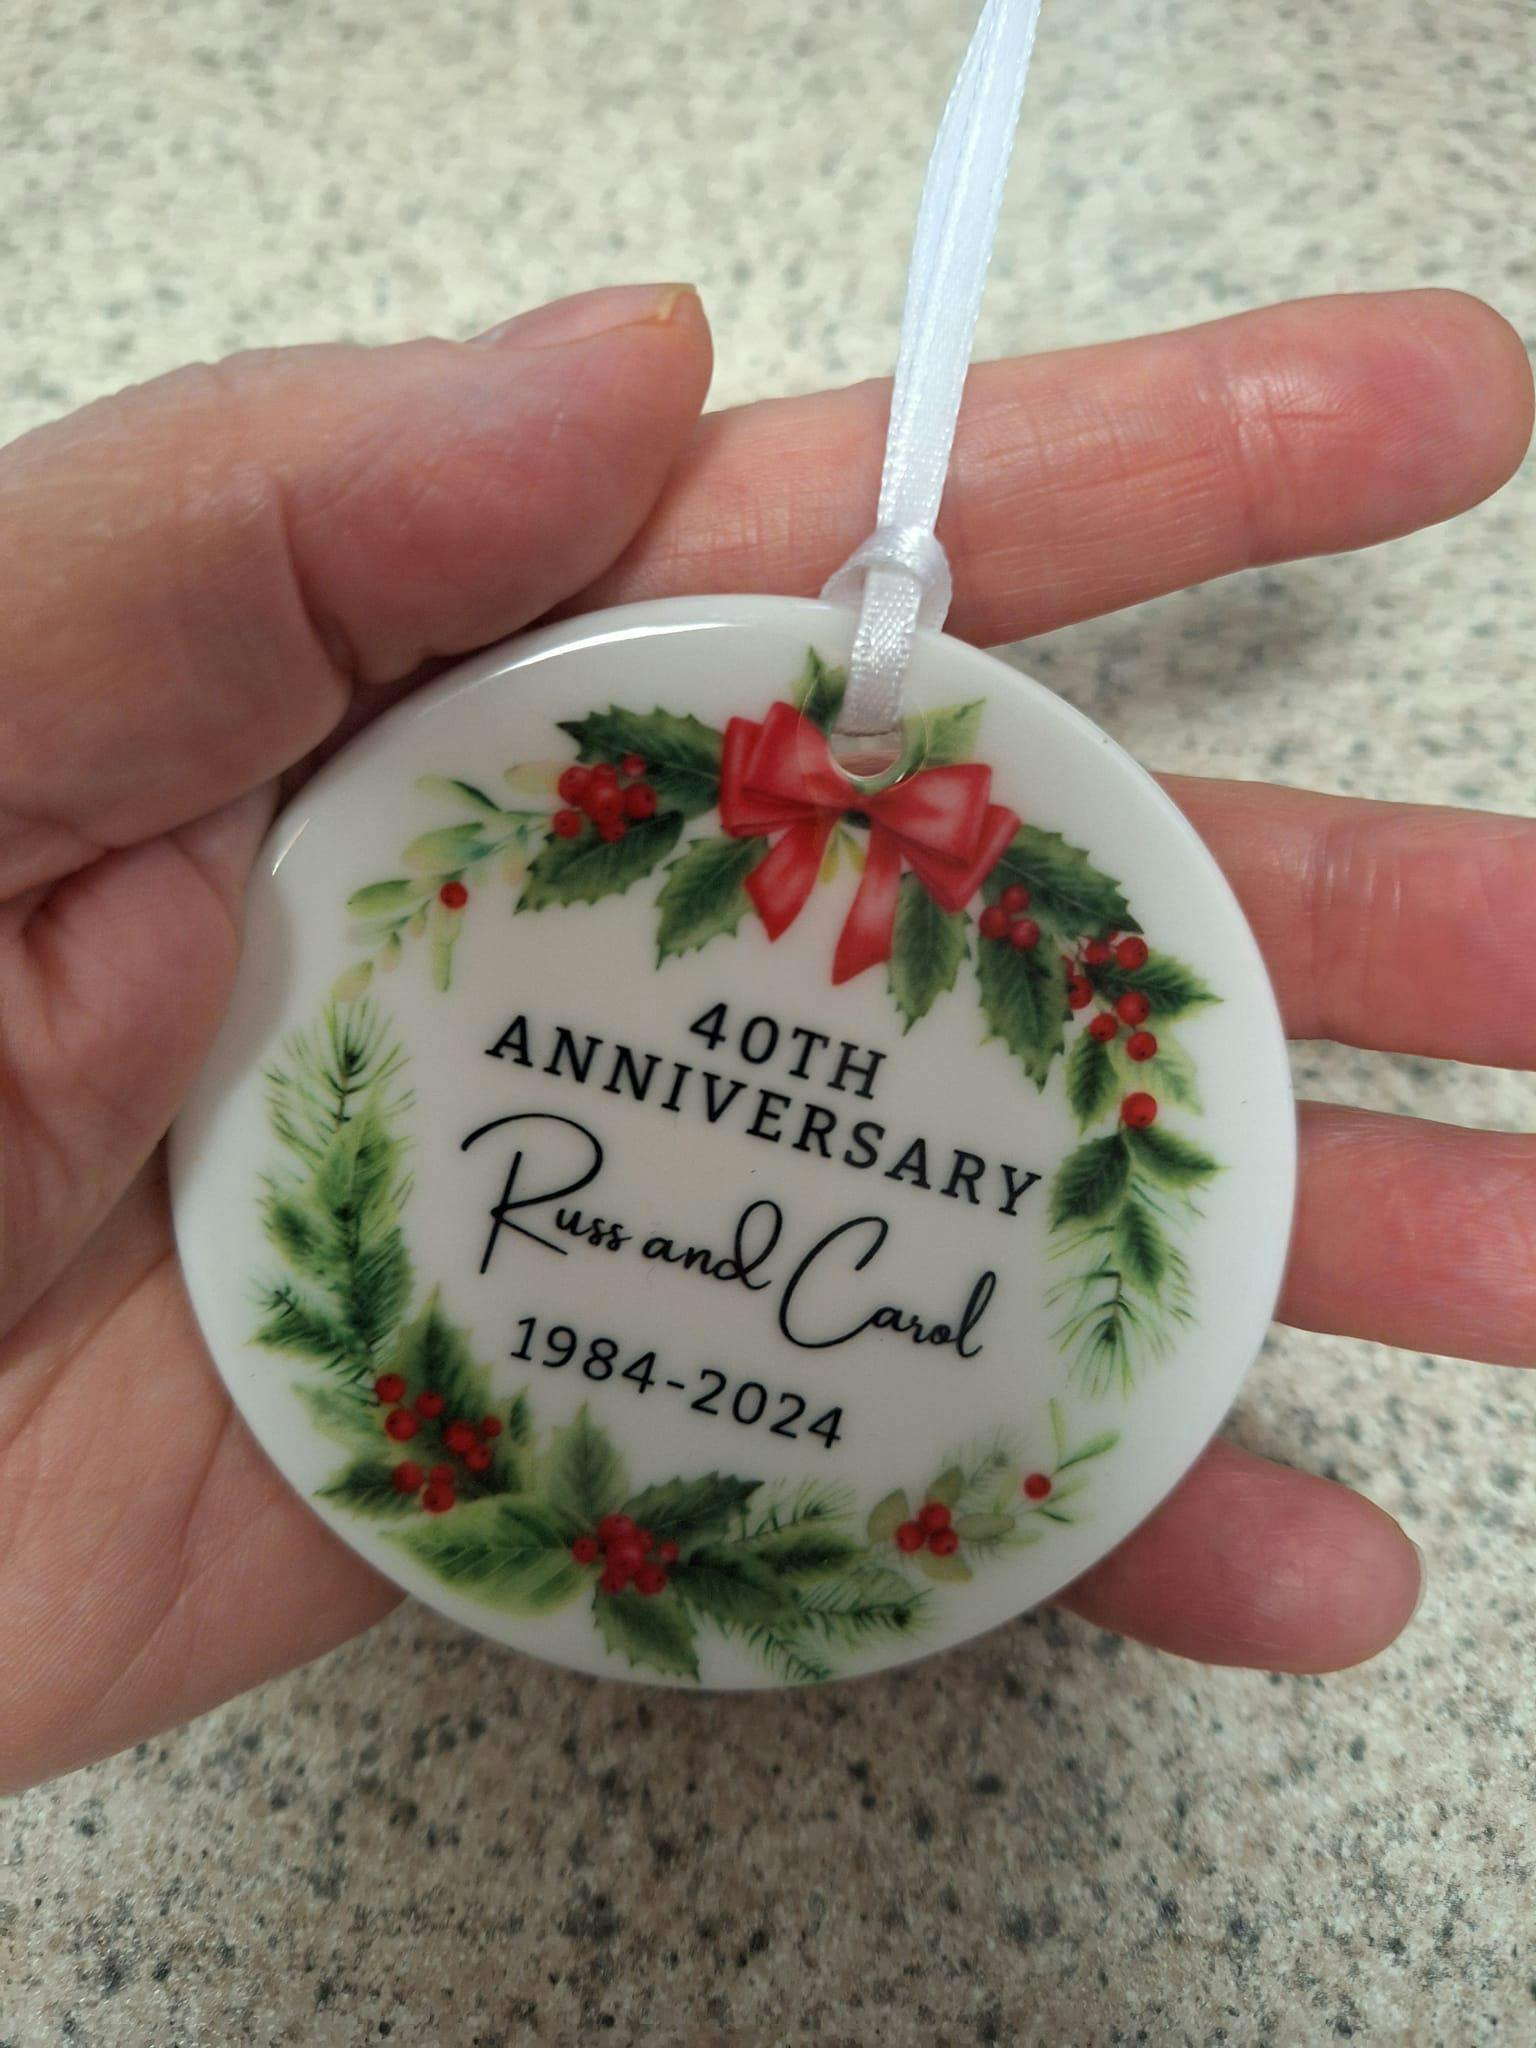 40TH
ANNIVERSARY
Russ and Carol
1984-2024